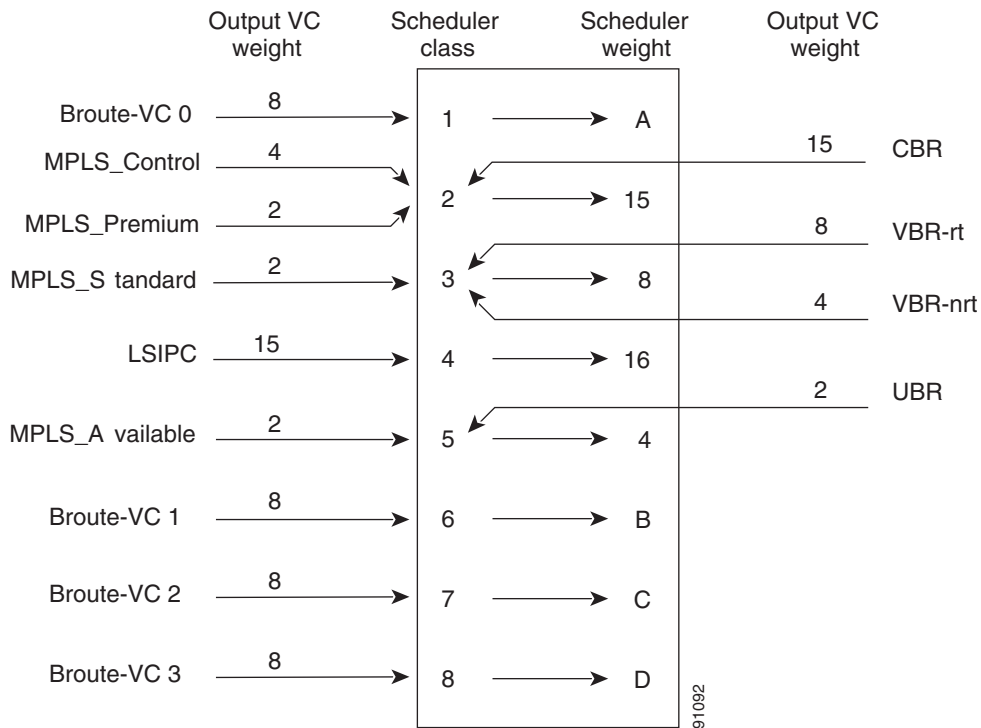 Output VC weight
Scheduler class
Scheduler weight
Output VC weight
Broute-VC 0
8
1
A
MPLS_Control
4
15
CBR
2
15
MPLS_Premium
2
8
VBR-rt
MPLS_S tandard
2
3
8
4
VBR-nrt
LSIPC
15
4
16
2
UBR
MPLS_A vailable
2
5
4
Broute-VC 1
8
6
B
Broute-VC 2
8
7
C
Broute-VC 3
8
8
D
91092